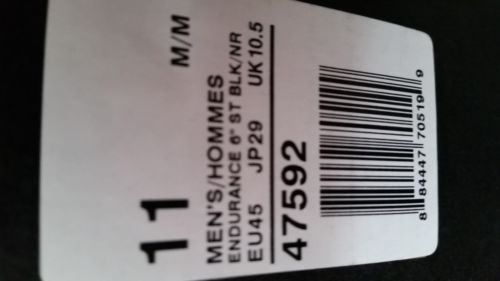 11 M/M
MEN'S/HOMMES
ENDURANCE 6" ST BLK/NR
EU45 JP29 UK10.5
47592
8 84447 70519 9